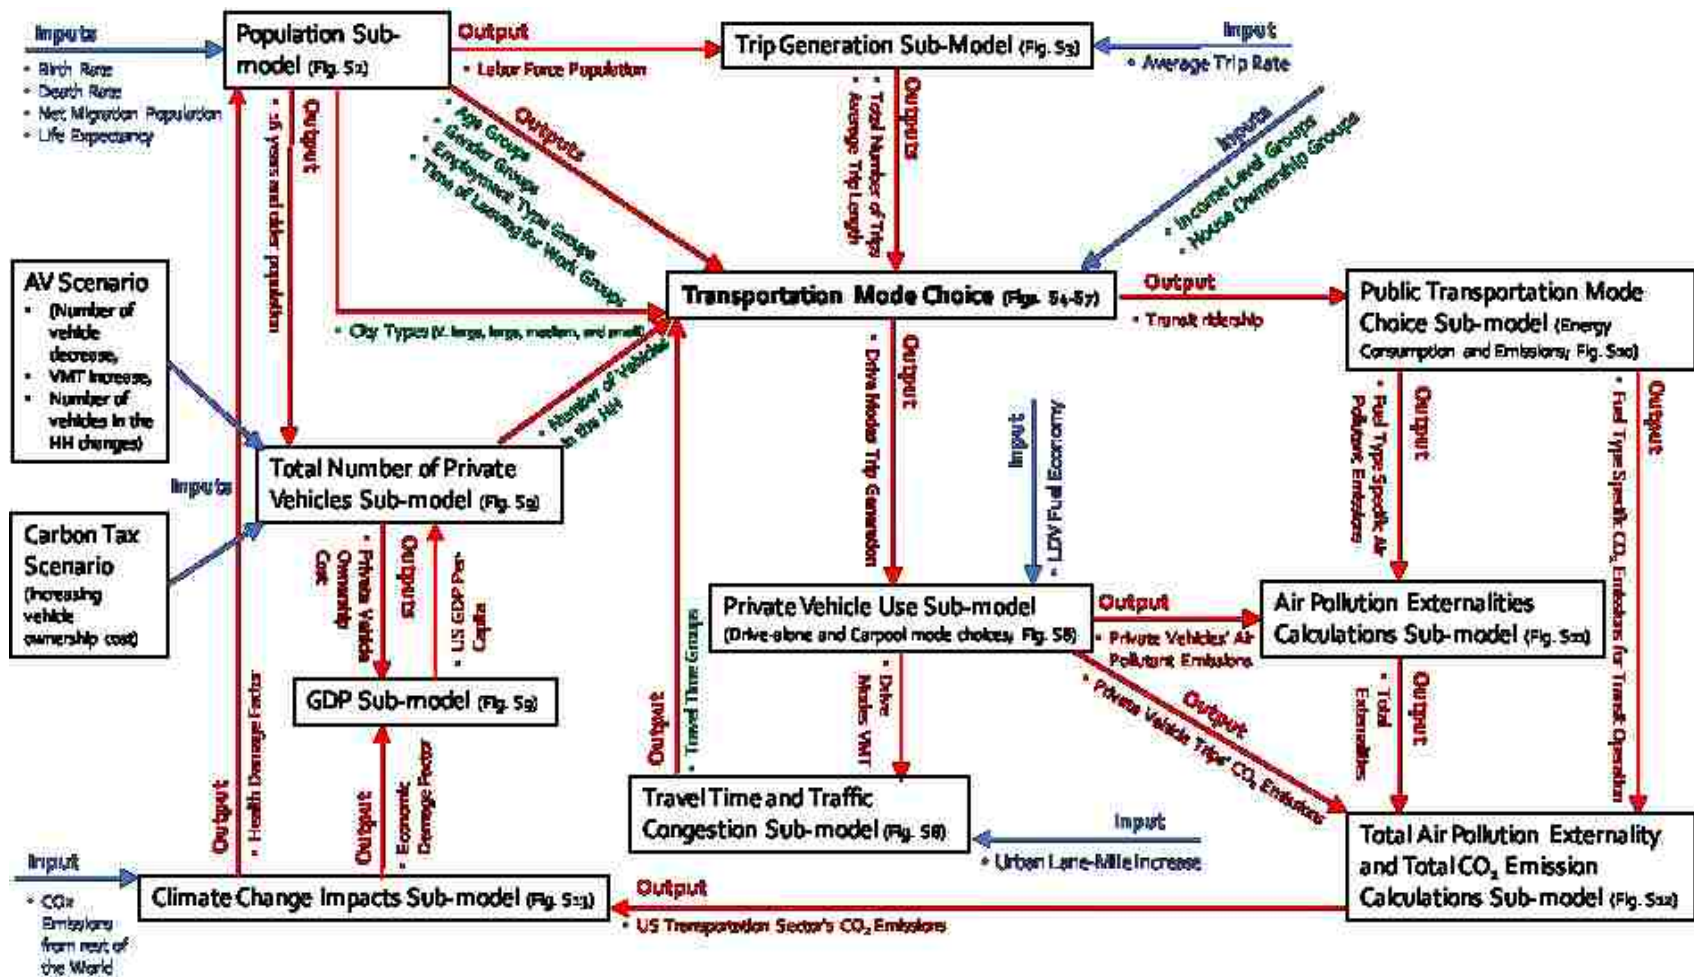 Inputs
• Birth Rate
• Death Rate
• Net Migration Population
• Life Expectancy
Population Sub-
model (Fig. S2)
Output
• Labor Force Population
Trip Generation Sub-Model (Fig. S3)
Input
• Average Trip Rate
Output
years and older population
Outputs
• Age Groups
• Gender Groups
• Employment Type Groups
• Time of Leaving for Work Groups
Outputs
• Total Number of Trips
• Average Trip Length
Inputs
• Income Level Groups
• House Ownership Groups
AV Scenario
• (Number of
vehicle
decrease,
• VMT increase,
• Number of
vehicles in the
HH changes)
• City Types (V. large, large, medium, and small)
• Number of Vehicles
in the HH
Transportation Mode Choice (Figs. S4-S7)
Output
• Transit ridership
Public Transportation Mode
Choice Sub-model (Energy
Consumption and Emissions, Fig. S10)
Inputs
Total Number of Private
Vehicles Sub-model (Fig. S9)
Output
• Drive Modes Trip Generation
Input
• LDV Fuel Economy
Output
• Fuel Type Specific Air
Pollutant Emissions
Output
• Fuel Type Specific CO₂ Emissions for Transit Operation
Carbon Tax
Scenario
(Increasing
vehicle
ownership cost)
Outputs
• Private Vehicle
Ownership
Cost
• US GDP Per
Capita
GDP Sub-model (Fig. S9)
Private Vehicle Use Sub-model
(Drive-alone and Carpool mode choices, Fig. S8)
Output
• Private Vehicles' Air
Pollutant Emissions
Air Pollution Externalities
Calculations Sub-model (Fig. S11)
Output
• Health Damage Factor
Output
• Economic
Damage Factor
Output
• Travel Time Groups
• Drive
Modes VMT
Output
• Private Vehicle Trips' CO₂ Emissions
Output
• Total
Externalities
Travel Time and Traffic
Congestion Sub-model (Fig. S8)
Input
• Urban Lane-Mile Increase
Total Air Pollution Externality
and Total CO₂ Emission
Calculations Sub-model (Fig. S12)
Input
• CO2
Emissions
from rest of
the World
Climate Change Impacts Sub-model (Fig. S13)
Output
• US Transportation Sector's CO₂ Emissions